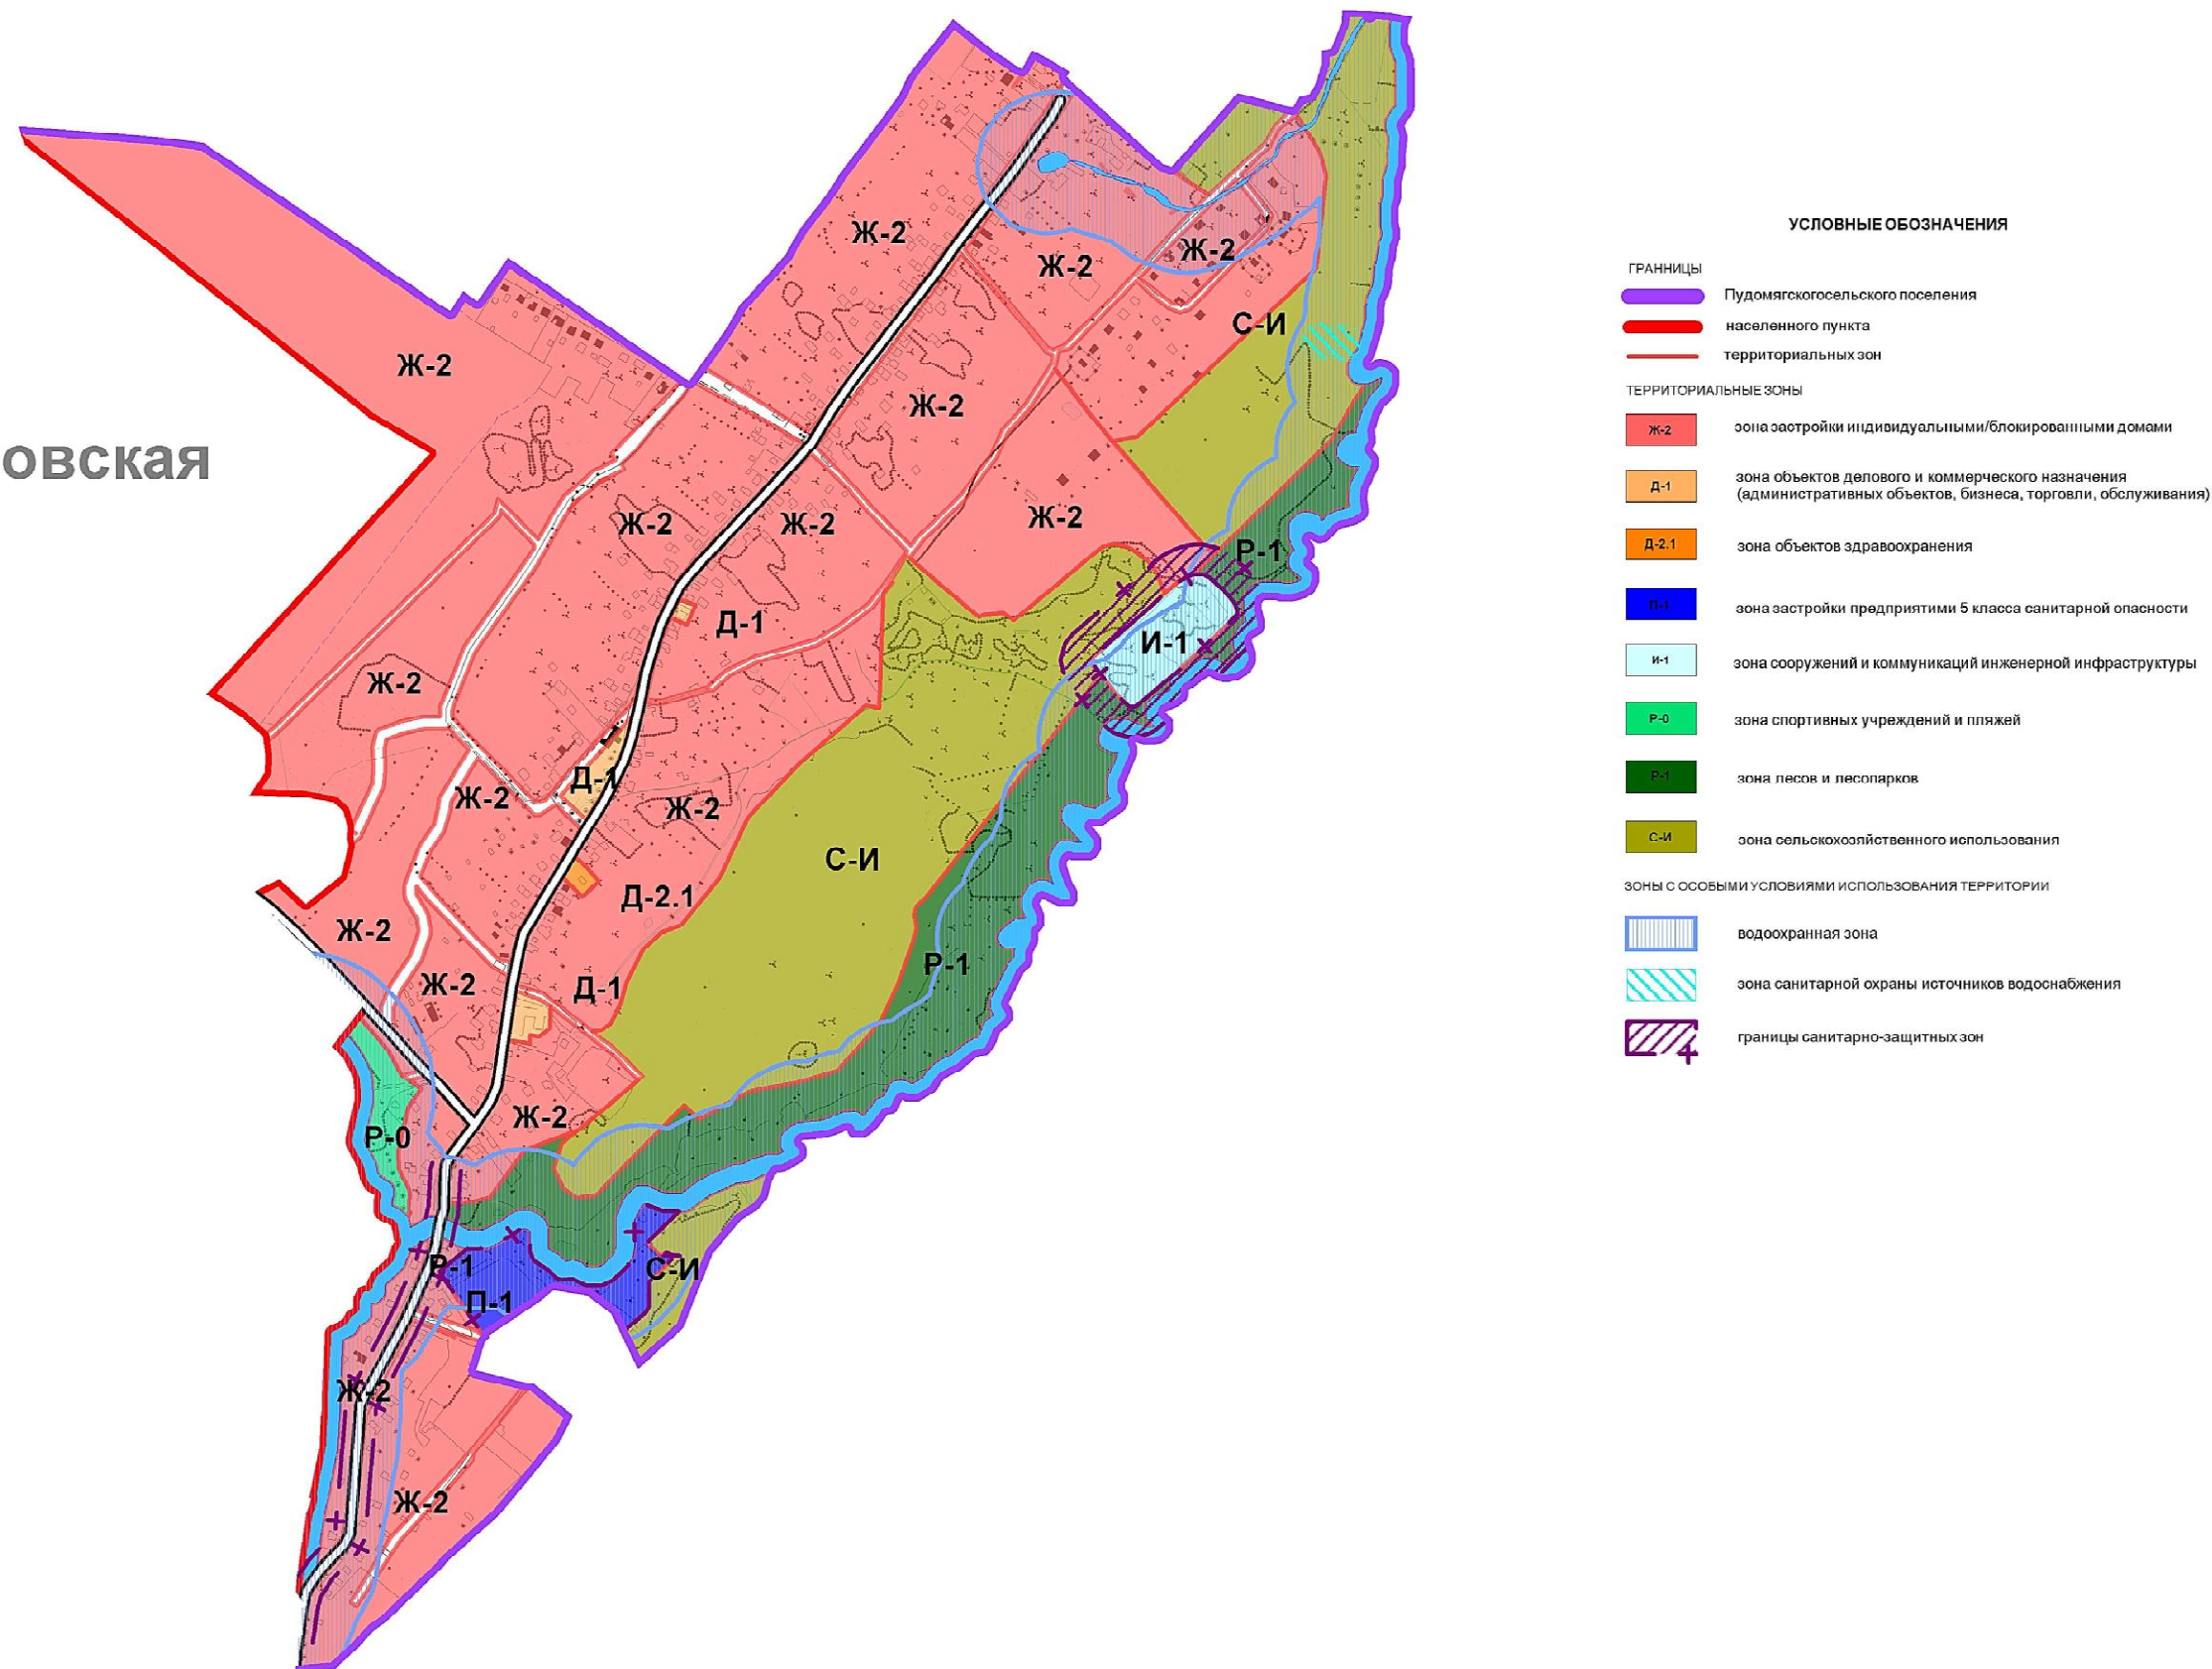 Ж-2
Ж-2
Ж-2
С-И
Ж-2
Ж-2
овская
Ж-2
Ж-2
Ж-2
Р-1
Д-1
И-1
Ж-2
Д-1
Ж-2
Ж-2
С-И
Д-2.1
Ж-2
Р-1
Ж-2
Д-1
Ж-2
Р-0
Р-1
С-И
П-1
Ж-2
Ж-2
УСЛОВНЫЕ ОБОЗНАЧЕНИЯ
ГРАННИЦЫ
Пудомягскогосельского поселения
населенного пункта
территориальных зон
ТЕРРИТОРИАЛЬНЫЕ ЗОНЫ
Ж-2 зона застройки индивидуальными/блокированными домами
Д-1 зона объектов делового и коммерческого назначения
(административных объектов, бизнеса, торговли, обслуживания)
Д-2.1 зона объектов здравоохранения
П-1 зона застройки предприятими 5 класса санитарной опасности
И-1 зона сооружений и коммуникаций инженерной инфраструктуры
Р-0 зона спортивных учреждений и пляжей
Р-1 зона лесов и лесопарков
С-И зона сельскохозяйственного использования
ЗОНЫ С ОСОБЫМИ УСЛОВИЯМИ ИСПОЛЬЗОВАНИЯ ТЕРРИТОРИИ
водоохранная зона
зона санитарной охраны источников водоснабжения
границы санитарно-защитных зон